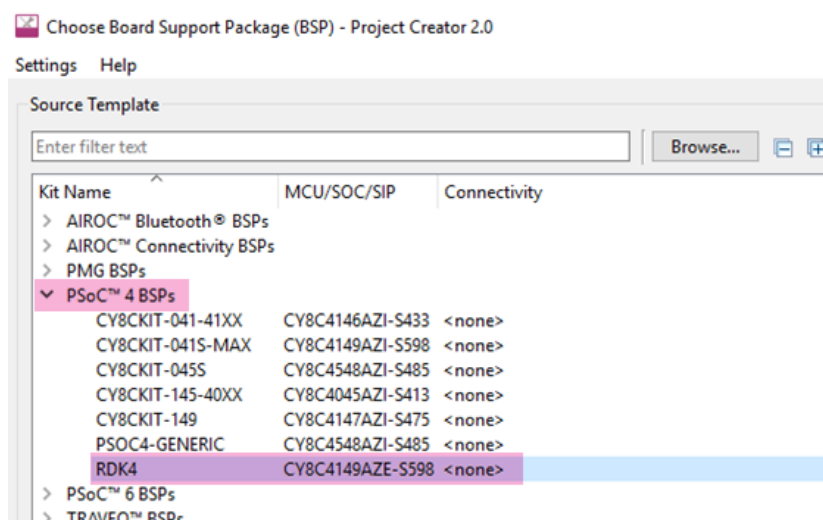 Choose Board Support Package (BSP) - Project Creator 2.0
Settings Help
Source Template
Enter filter text Browse...
Kit Name MCU/SOC/SIP Connectivity
AIROC™ Bluetooth® BSPs
AIROC™ Connectivity BSPs
PMG BSPs
PSoC™ 4 BSPs
CY8CKIT-041-41XX CY8C4146AZI-S433 <none>
CY8CKIT-041S-MAX CY8C4149AZI-S598 <none>
CY8CKIT-045S CY8C4548AZI-S485 <none>
CY8CKIT-145-40XX CY8C4045AZI-S413 <none>
CY8CKIT-149 CY8C4147AZI-S475 <none>
PSOC4-GENERIC CY8C4548AZI-S485 <none>
RDK4 CY8C4149AZE-S598 <none>
PSoC™ 6 BSPs
TRAVEO™ BSPs